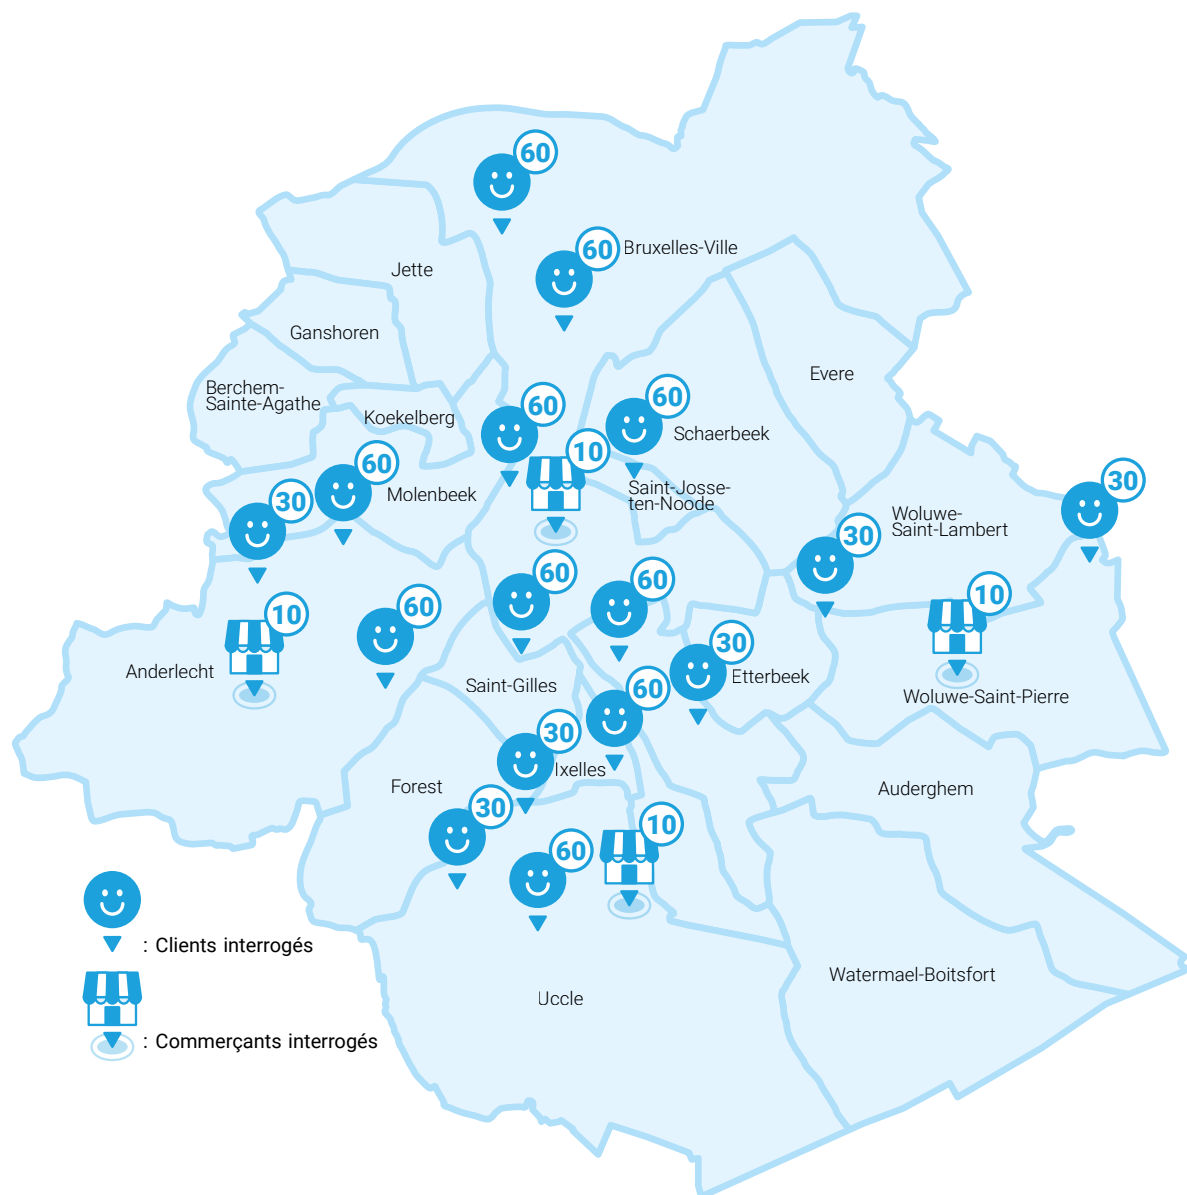 60
60
Bruxelles-Ville
Jette
Ganshoren
Evere
Berchem-
Sainte-Agathe
Koekelberg
60
60
Schaerbeek
10
60
Molenbeek
30
Saint-Josse-
ten-Noode
30
Woluwe-
Saint-Lambert
30
60
60
10
60
10
Anderlecht
30
Etterbeek
Saint-Gilles
60
Woluwe-Saint-Pierre
30
Ixelles
Forest
Auderghem
30
10
60
: Clients interrogés
Watermael-Boitsfort
Uccle
: Commerçants interrogés